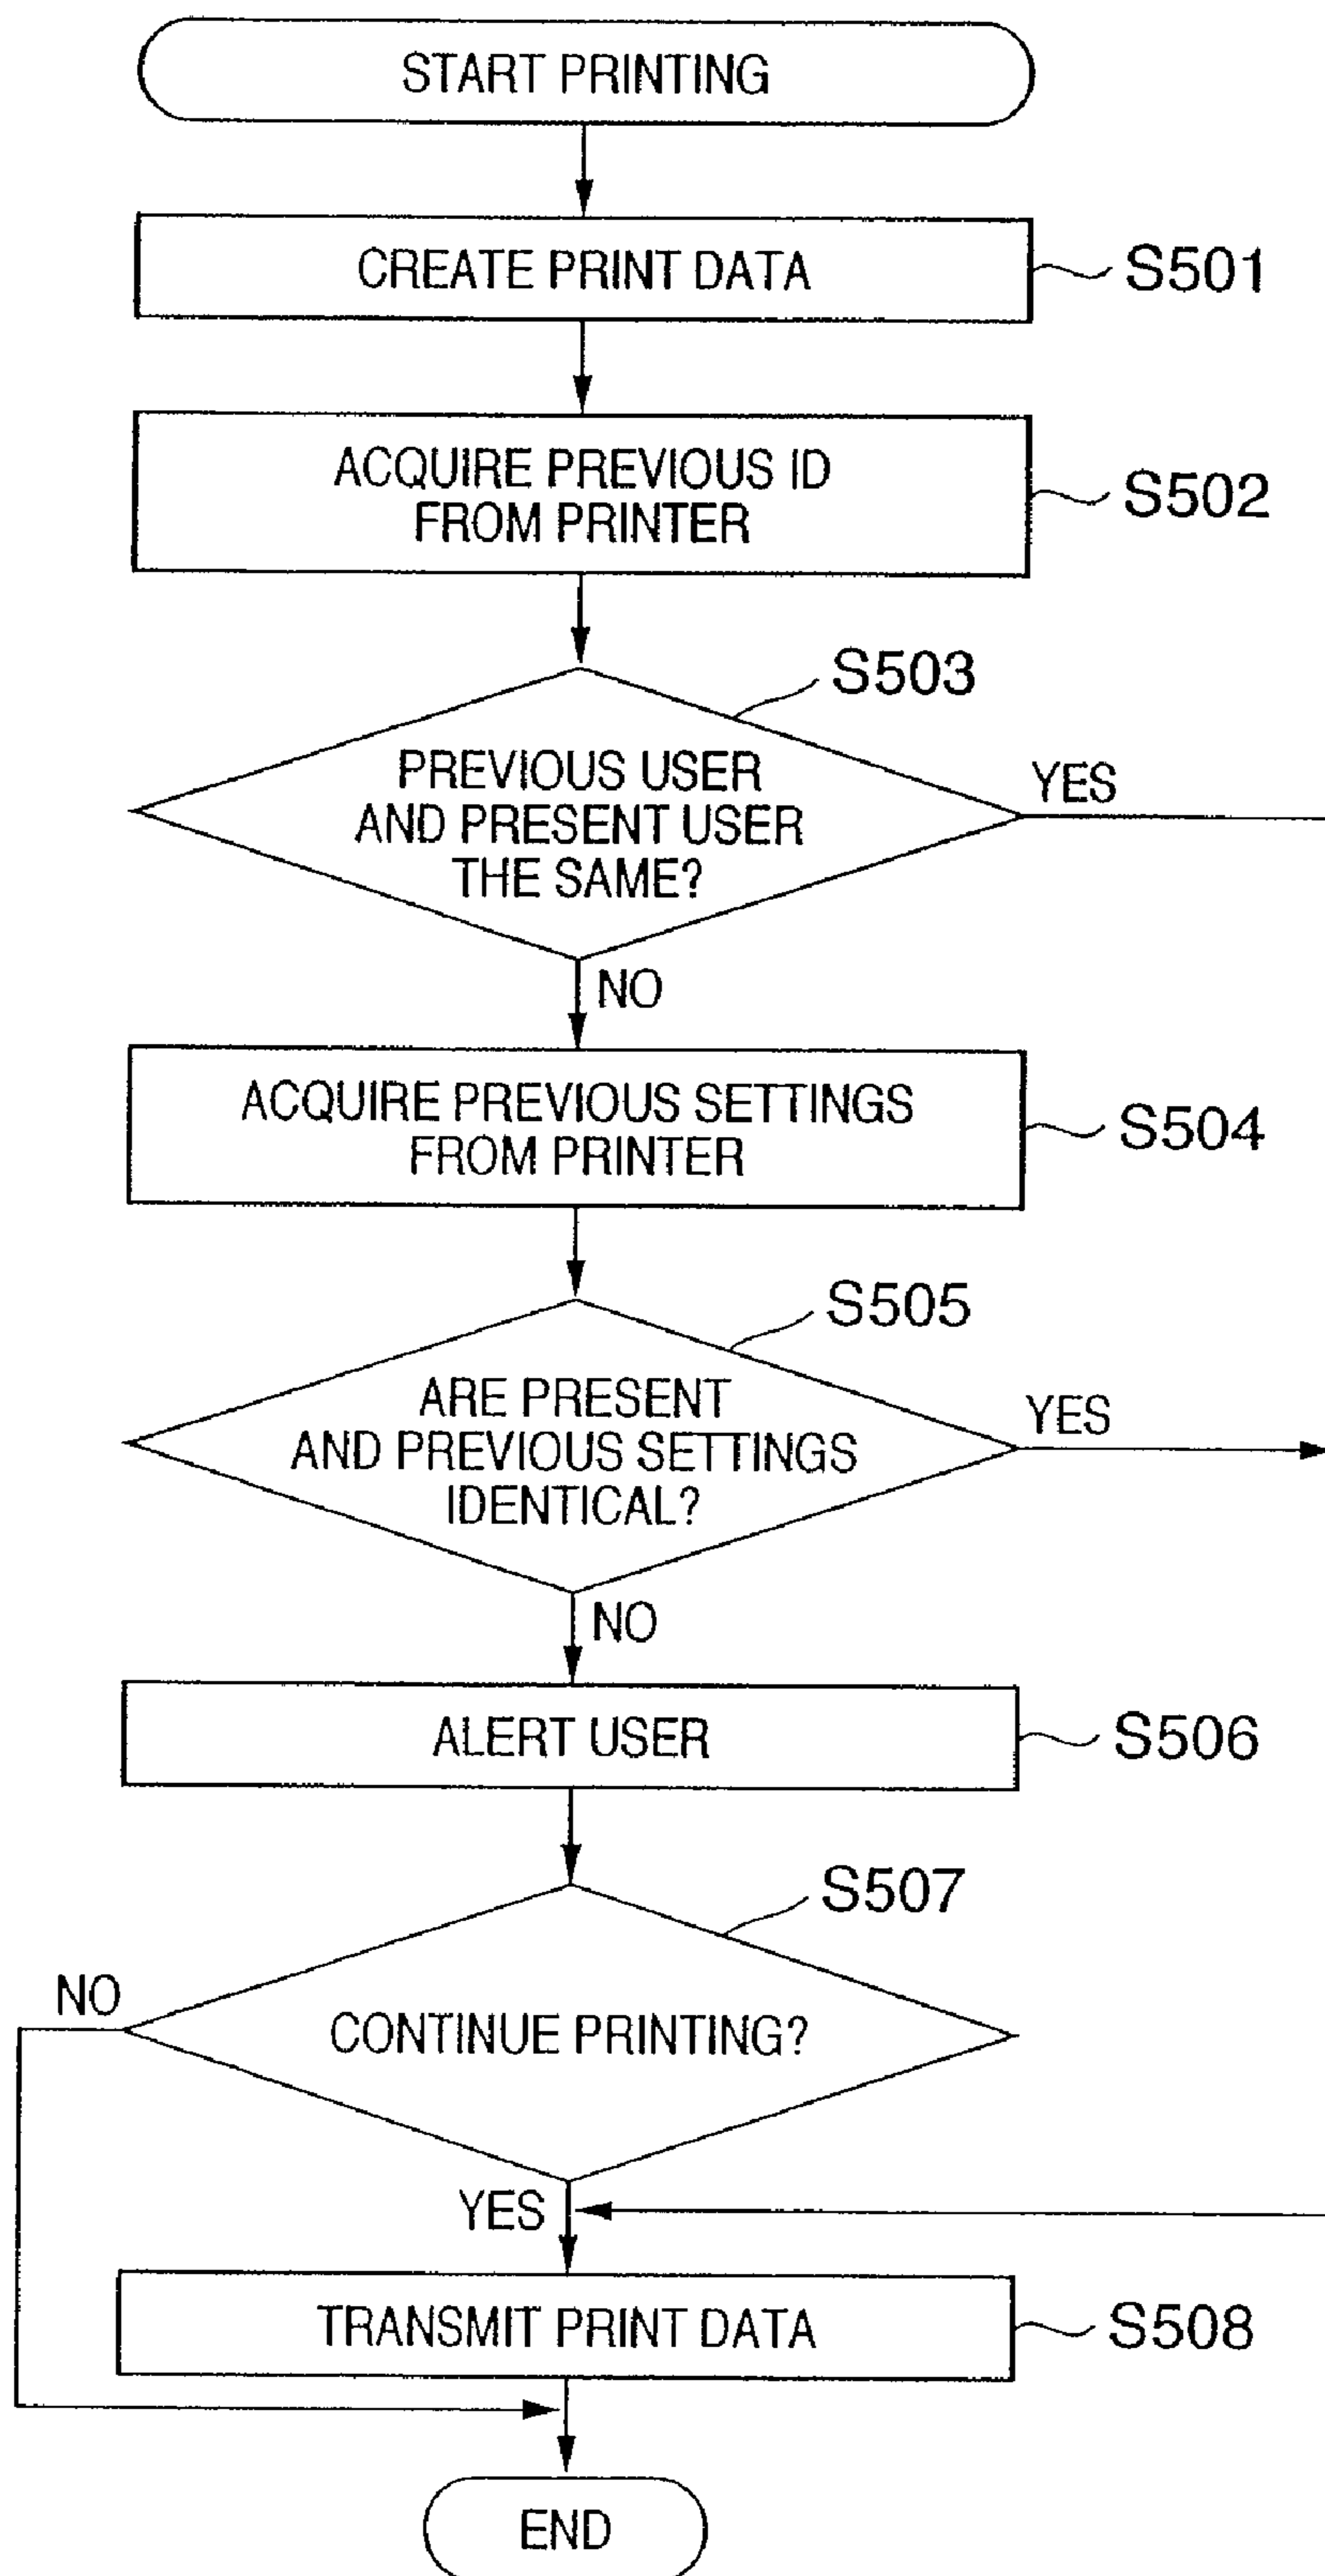 START PRINTING
CREATE PRINT DATA
S501
ACQUIRE PREVIOUS ID
FROM PRINTER
S502
S503
PREVIOUS USER
AND PRESENT USER
THE SAME?
YES
NO
ACQUIRE PREVIOUS SETTINGS
FROM PRINTER
S504
S505
ARE PRESENT
AND PREVIOUS SETTINGS
IDENTICAL?
YES
NO
ALERT USER
S506
S507
NO
CONTINUE PRINTING?
YES
TRANSMIT PRINT DATA
S508
END